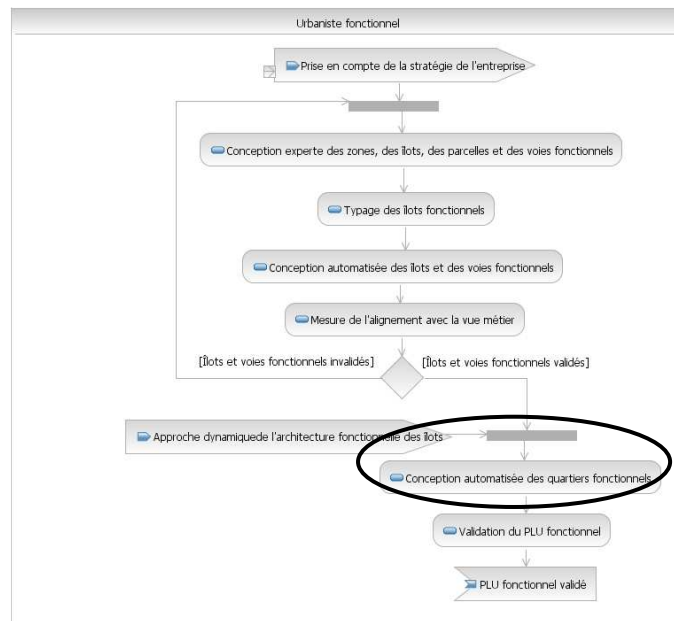 Urbaniste fonctionnel
Prise en compte de la stratégie de l'entreprise
Conception experte des zones, des îlots, des parcelles et des voies fonctionnels
Typage des îlots fonctionnels
Conception automatisée des îlots et des voies fonctionnels
Mesure de l'alignement avec la vue métier
[Îlots et voies fonctionnels invalidés]
[Îlots et voies fonctionnels validés]
Approche dynamiquede l'architecture fonctionnelle des îlots
Conception automatisée des quartiers fonctionnels
Validation du PLU fonctionnel
PLU fonctionnel validé